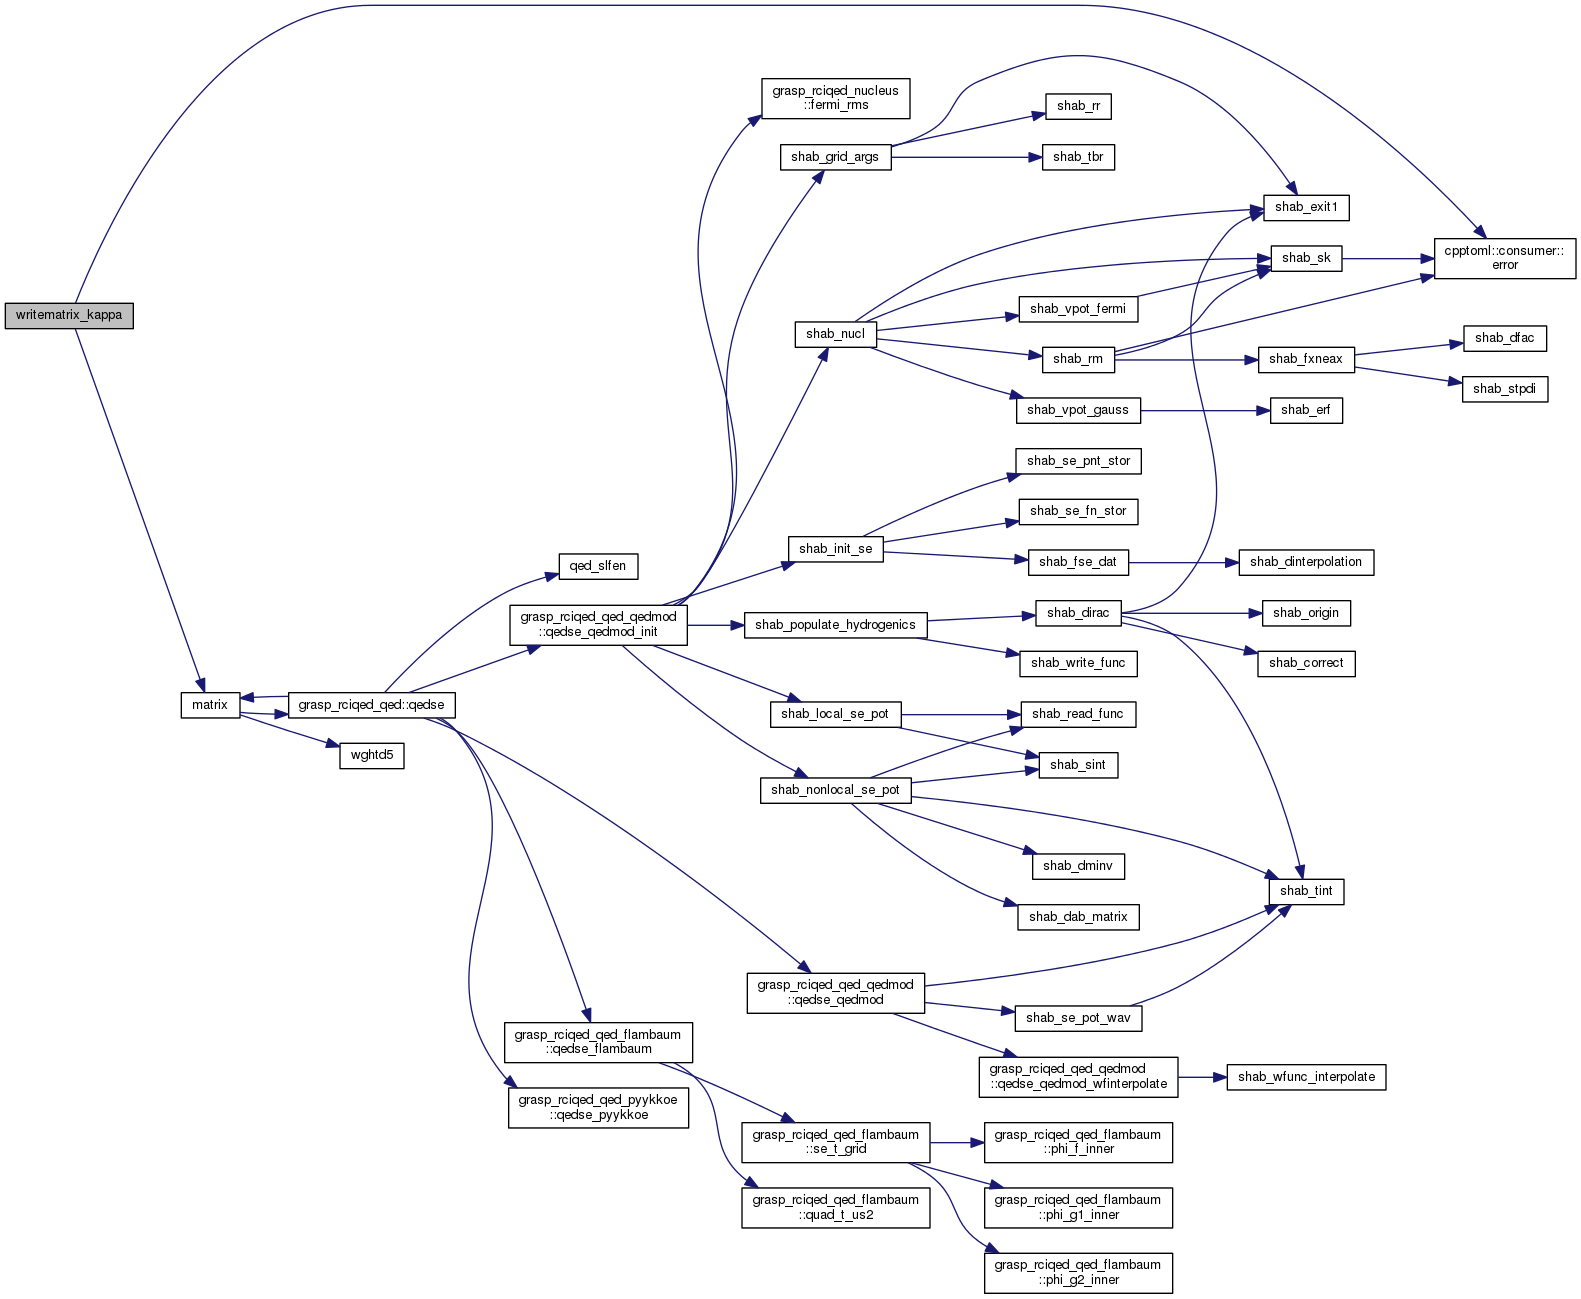 grasp_rciqed_nucleus
::fermi_rms
shab_rr
shab_grid_args
shab_tbr
shab_exit1
cpptoml::consumer::
error
shab_sk
writematrix_kappa
shab_vpot_fermi
shab_nucl
shab_dfac
shab_rm
shab_fxneax
shab_stpdi
shab_vpot_gauss
shab_erf
shab_se_pnt_stor
shab_se_fn_stor
shab_init_se
shab_fse_dat
shab_dinterpolation
qed_slfen
grasp_rciqed_qed_qedmod
::qedse_qedmod_init
shab_populate_hydrogenics
shab_dirac
shab_origin
shab_write_func
shab_correct
matrix
grasp_rciqed_qed::qedse
shab_local_se_pot
shab_read_func
wghtd5
shab_sint
shab_nonlocal_se_pot
shab_dminv
shab_tint
shab_dab_matrix
grasp_rciqed_qed_qedmod
::qedse_qedmod
shab_se_pot_wav
grasp_rciqed_qed_flambaum
::qedse_flambaum
grasp_rciqed_qed_qedmod
::qedse_qedmod_wfinterpolate
shab_wfunc_interpolate
grasp_rciqed_qed_pyykkoe
::qedse_pyykkoe
grasp_rciqed_qed_flambaum
::se_t_grid
grasp_rciqed_qed_flambaum
::phi_f_inner
grasp_rciqed_qed_flambaum
::quad_t_us2
grasp_rciqed_qed_flambaum
::phi_g1_inner
grasp_rciqed_qed_flambaum
::phi_g2_inner